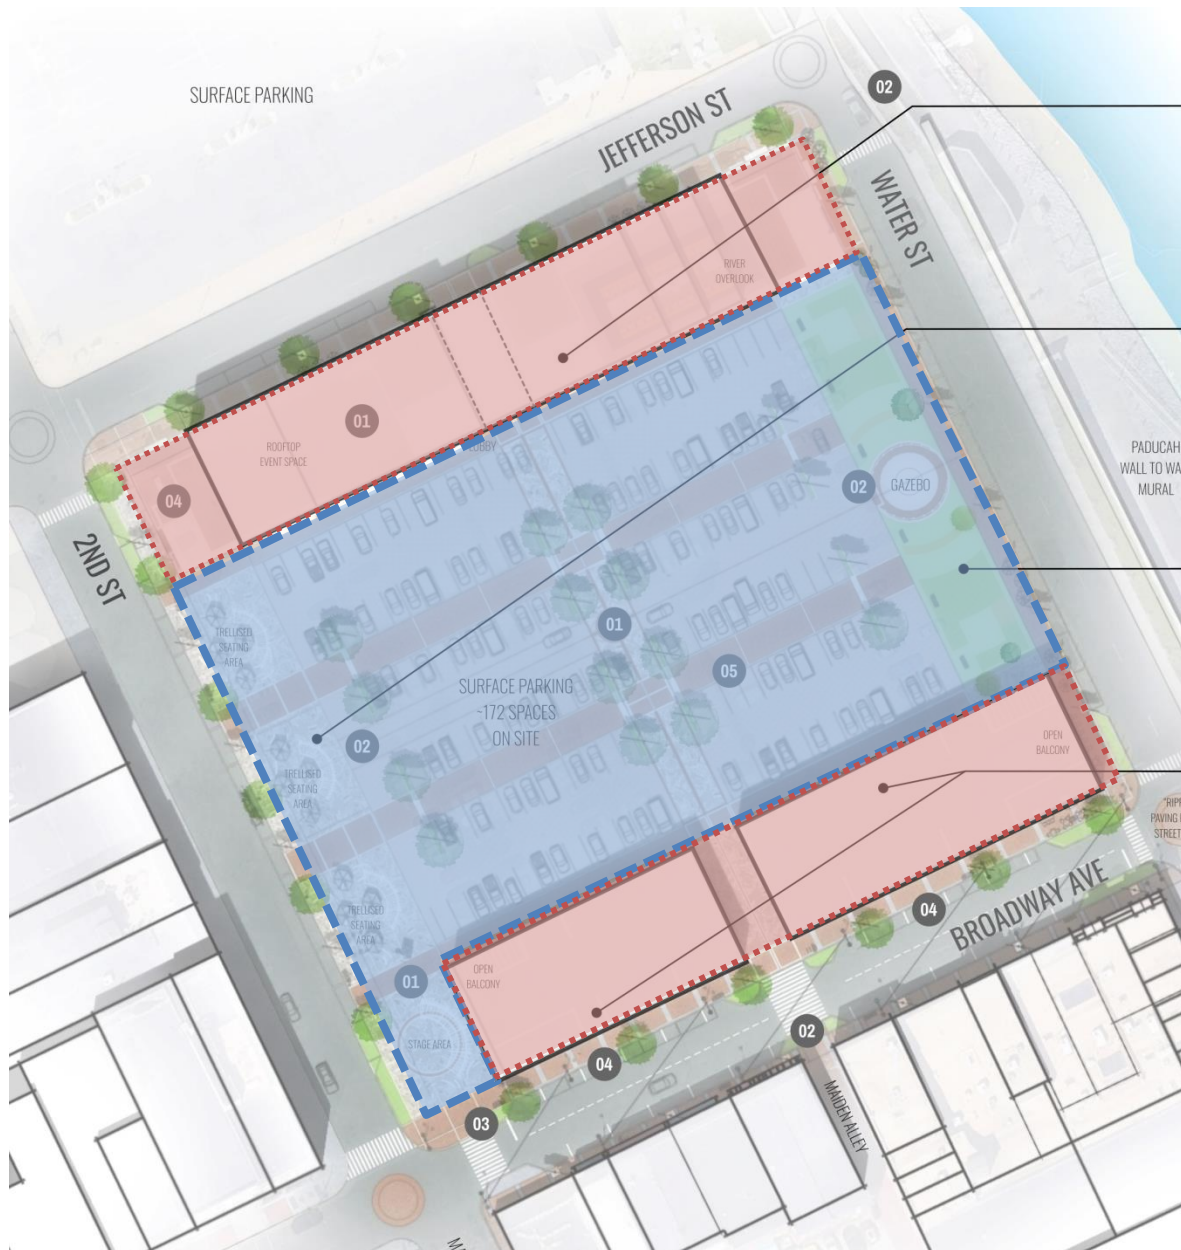 SURFACE PARKING
JEFFERSON ST
02
WATER ST
RIVER
OVERLOOK
01
ROOFTOP
EVENT SPACE
LOBBY
04
2ND ST
02
GAZEBO
PADUCAH
WALL TO WA
MURAL
TRELLISED
SEATING
AREA
01
05
SURFACE PARKING
~172 SPACES
ON SITE
02
TRELLISED
SEATING
AREA
OPEN
BALCONY
"RIPP
PAVING
STREET
TRELLISED
SEATING
AREA
04
BROADWAY AVE
OPEN
BALCONY
01
STAGE AREA
04
02
MAIDEN ALLEY
03